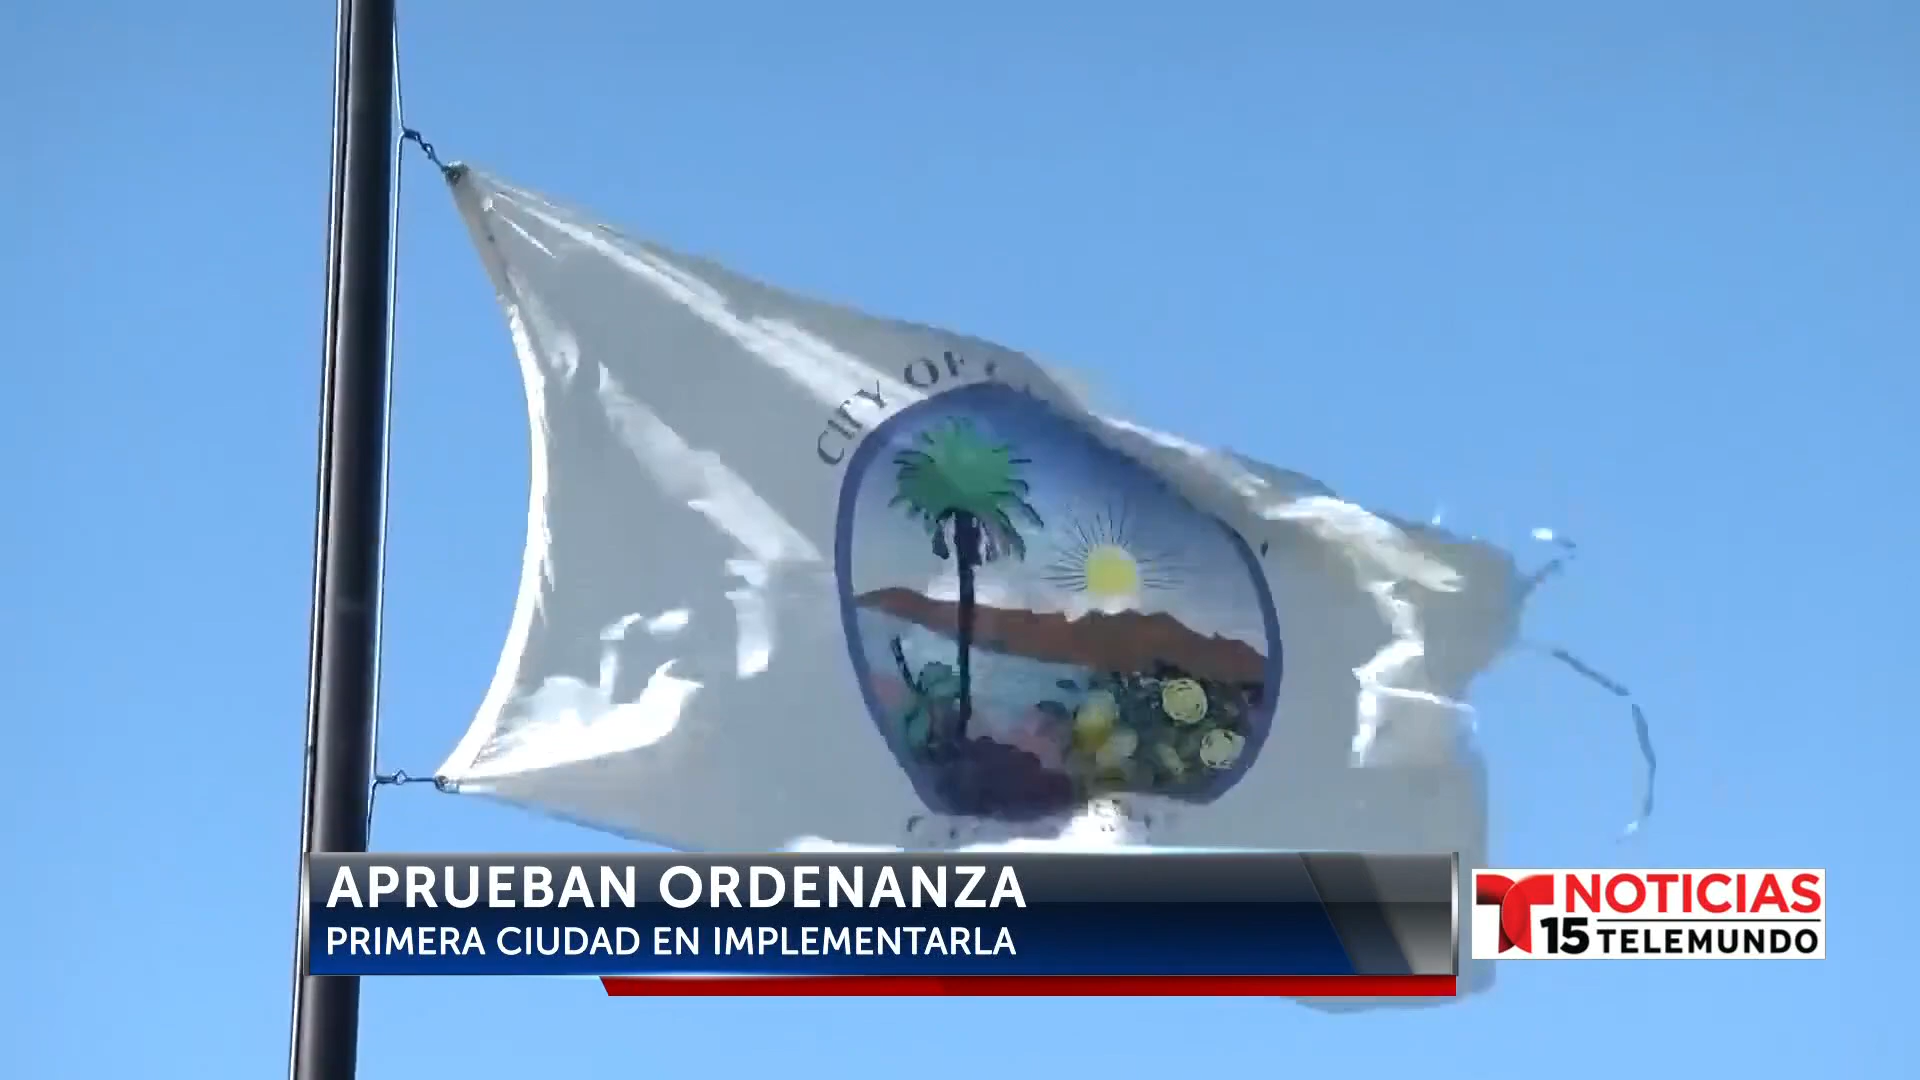 CITY OF
APRUEBAN ORDENANZA
PRIMERA CIUDAD EN IMPLEMENTARLA
NOTICIAS
15 TELEMUNDO